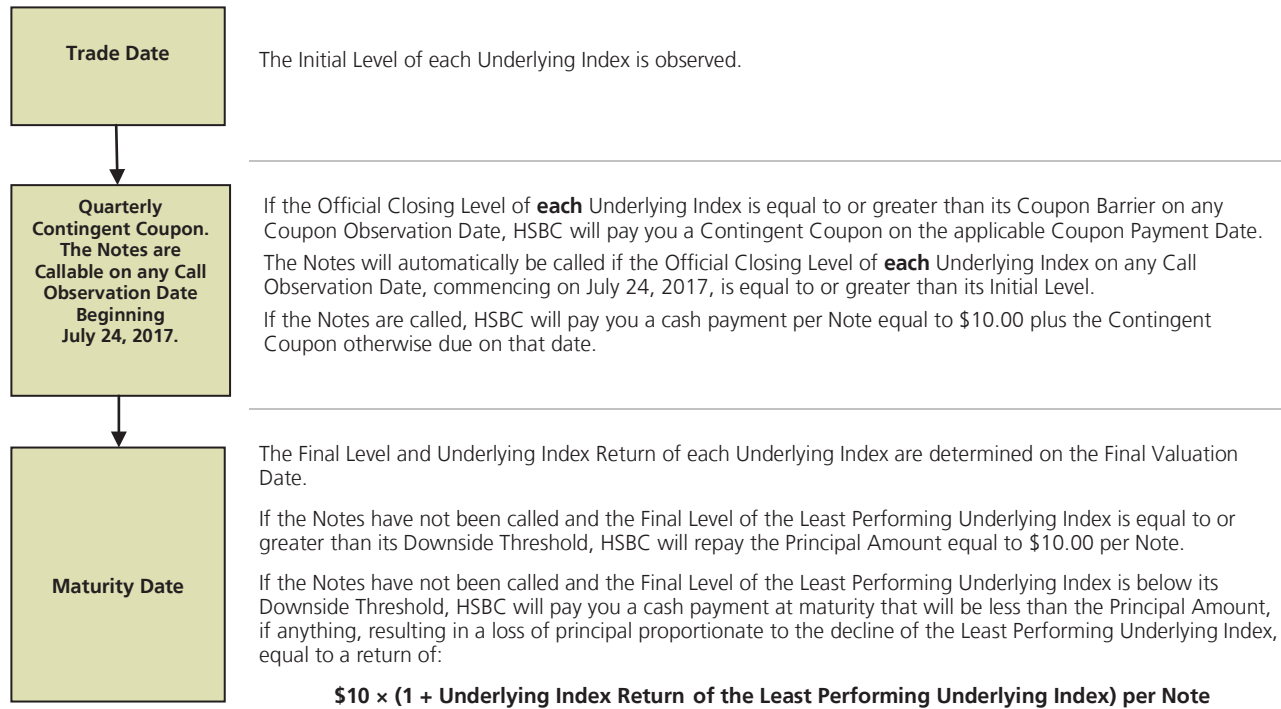 Trade Date
The Initial Level of each Underlying Index is observed.
Quarterly
Contingent Coupon.
The Notes are
Callable on any Call
Observation Date
Beginning
July 24, 2017.
If the Official Closing Level of each Underlying Index is equal to or greater than its Coupon Barrier on any
Coupon Observation Date, HSBC will pay you a Contingent Coupon on the applicable Coupon Payment Date.
The Notes will automatically be called if the Official Closing Level of each Underlying Index on any Call
Observation Date, commencing on July 24, 2017, is equal to or greater than its Initial Level.
If the Notes are called, HSBC will pay you a cash payment per Note equal to $10.00 plus the Contingent
Coupon otherwise due on that date.
Maturity Date
The Final Level and Underlying Index Return of each Underlying Index are determined on the Final Valuation
Date.
If the Notes have not been called and the Final Level of the Least Performing Underlying Index is equal to or
greater than its Downside Threshold, HSBC will repay the Principal Amount equal to $10.00 per Note.
If the Notes have not been called and the Final Level of the Least Performing Underlying Index is below its
Downside Threshold, HSBC will pay you a cash payment at maturity that will be less than the Principal Amount,
if anything, resulting in a loss of principal proportionate to the decline of the Least Performing Underlying Index,
equal to a return of:
$10 × (1 + Underlying Index Return of the Least Performing Underlying Index) per Note